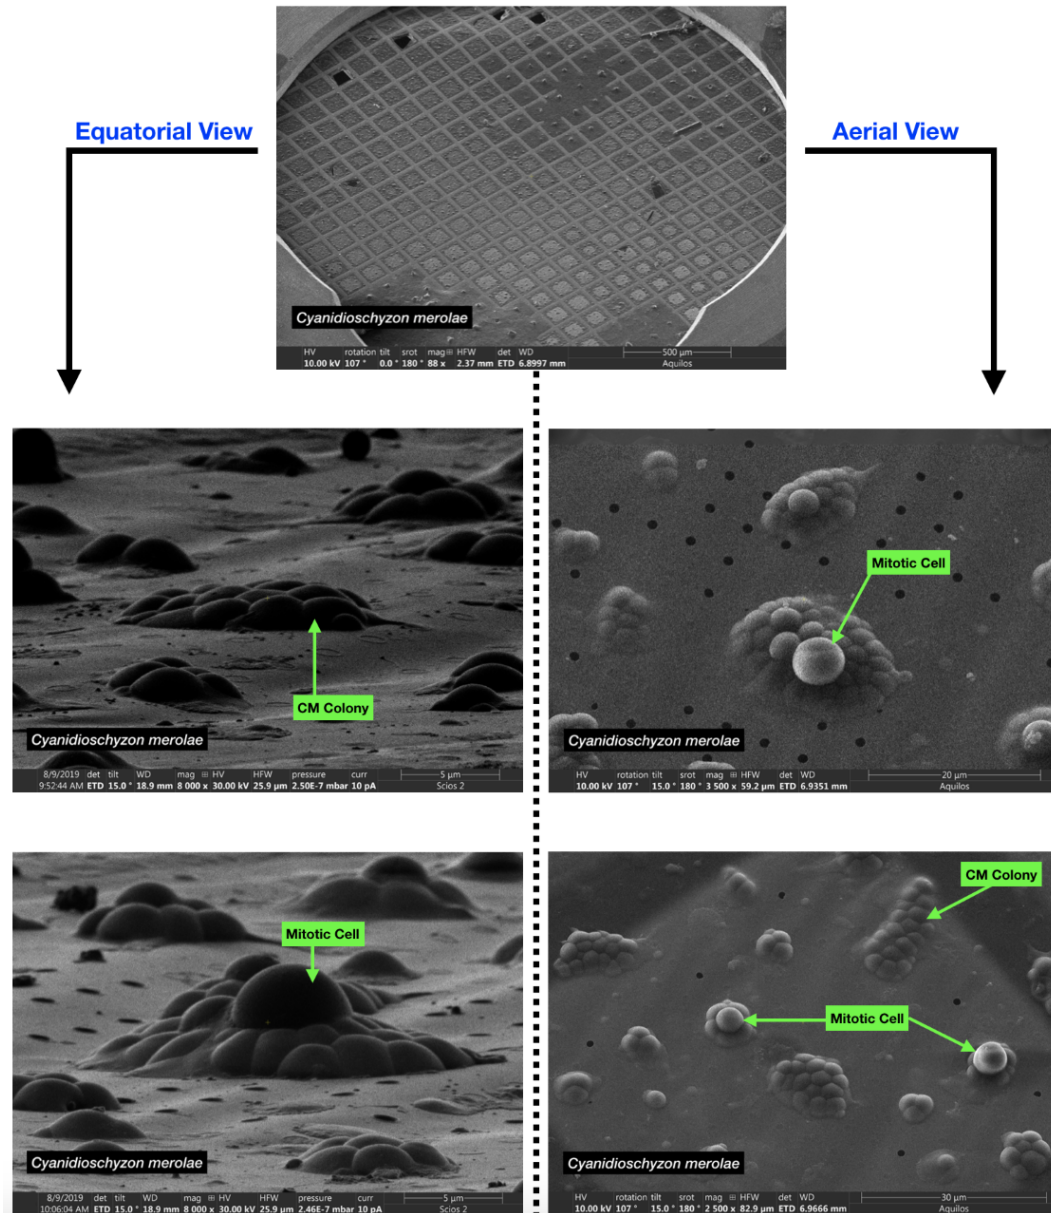 Equatorial View
Aerial View
Cyanidioschyzon merolae
HV rotation tilt srot mag HFW det WD 500 µm
10.00 kV 107 ° 0.0 ° 180 ° 88 x 2.37 mm ETD 6.8997 mm Aquilos
CM Colony
Cyanidioschyzon merolae
8/9/2019 det tilt WD mag HV HFW pressure curr 5 µm
9:52:44 AM ETD 15.0 ° 18.9 mm 8 000 x 30.00 kV 25.9 µm 2.50E-7 mbar 10 pA Scios 2
Mitotic Cell
Cyanidioschyzon merolae
HV rotation tilt srot mag HFW det WD 20 µm
10.00 kV 107 ° 15.0 ° 180 ° 3 500 x 59.2 µm ETD 6.9351 mm Aquilos
Mitotic Cell
Cyanidioschyzon merolae
8/9/2019 det tilt WD mag HV HFW pressure curr 5 µm
10:06:04 AM ETD 15.0 ° 18.9 mm 8 000 x 30.00 kV 25.9 µm 2.46E-7 mbar 10 pA Scios 2
CM Colony
Mitotic Cell
Cyanidioschyzon merolae
HV rotation tilt srot mag HFW det WD 30 µm
10.00 kV 107 ° 15.0 ° 180 ° 2 500 x 82.9 µm ETD 6.9666 mm Aquilos